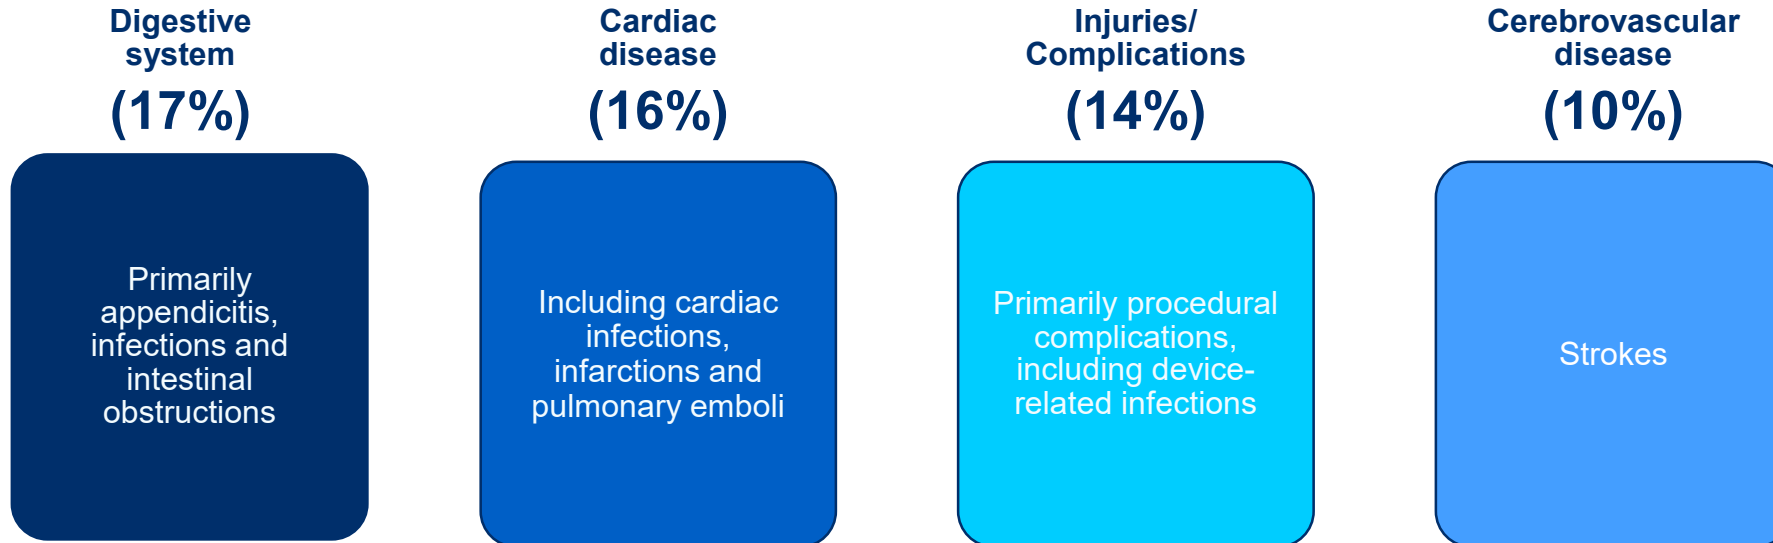 Digestive
system
(17%)
Primarily
appendicitis,
infections and
intestinal
obstructions
Cardiac
disease
(16%)
Including cardiac
infections,
infarctions and
pulmonary emboli
Injuries/
Complications
(14%)
Primarily procedural
complications,
including device-
related infections
Cerebrovascular
disease
(10%)
Strokes